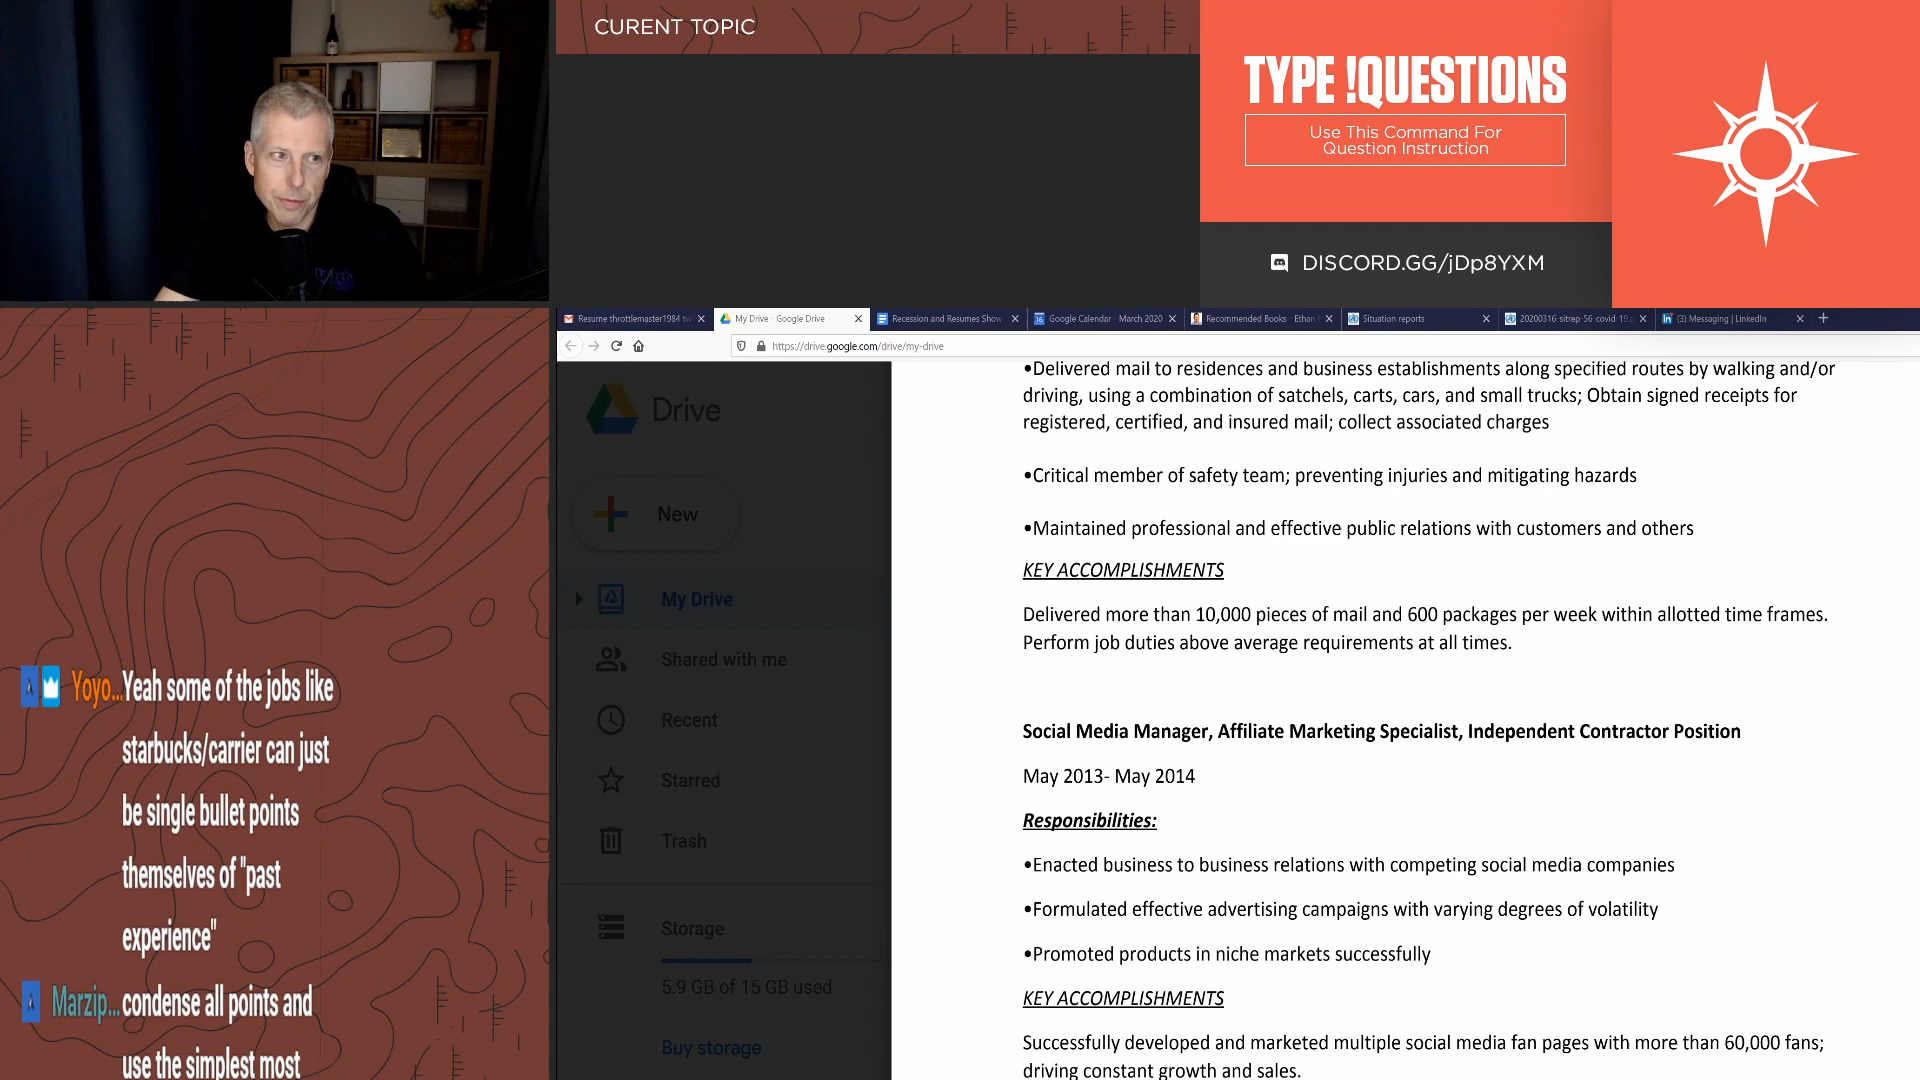 CURENT TOPIC
TYPE !QUESTIONS
Use This Command For
Question Instruction
DISCORD.GG/jDp8YXM
Resume throttlemaster1984 tw
My Drive - Google Drive
Recession and Resumes Show
Google Calendar - March 2020
Recommended Books - Ethan
Situation reports
20200316-sitrep-56-covid-19.p
(3) Messaging | LinkedIn
https://drive.google.com/drive/my-drive
Drive
New
My Drive
Shared with me
Recent
Starred
Trash
Storage
5.9 GB of 15 GB used
Buy storage
•Delivered mail to residences and business establishments along specified routes by walking and/or
driving, using a combination of satchels, carts, cars, and small trucks; Obtain signed receipts for
registered, certified, and insured mail; collect associated charges
•Critical member of safety team; preventing injuries and mitigating hazards
•Maintained professional and effective public relations with customers and others
KEY ACCOMPLISHMENTS
Delivered more than 10,000 pieces of mail and 600 packages per week within allotted time frames.
Perform job duties above average requirements at all times.
Social Media Manager, Affiliate Marketing Specialist, Independent Contractor Position
May 2013- May 2014
Responsibilities:
•Enacted business to business relations with competing social media companies
•Formulated effective advertising campaigns with varying degrees of volatility
•Promoted products in niche markets successfully
KEY ACCOMPLISHMENTS
Successfully developed and marketed multiple social media fan pages with more than 60,000 fans;
driving constant growth and sales.
Yoyo... Yeah some of the jobs like
starbucks/carrier can just
be single bullet points
themselves of "past
experience"
Marzip... condense all points and
use the simplest most